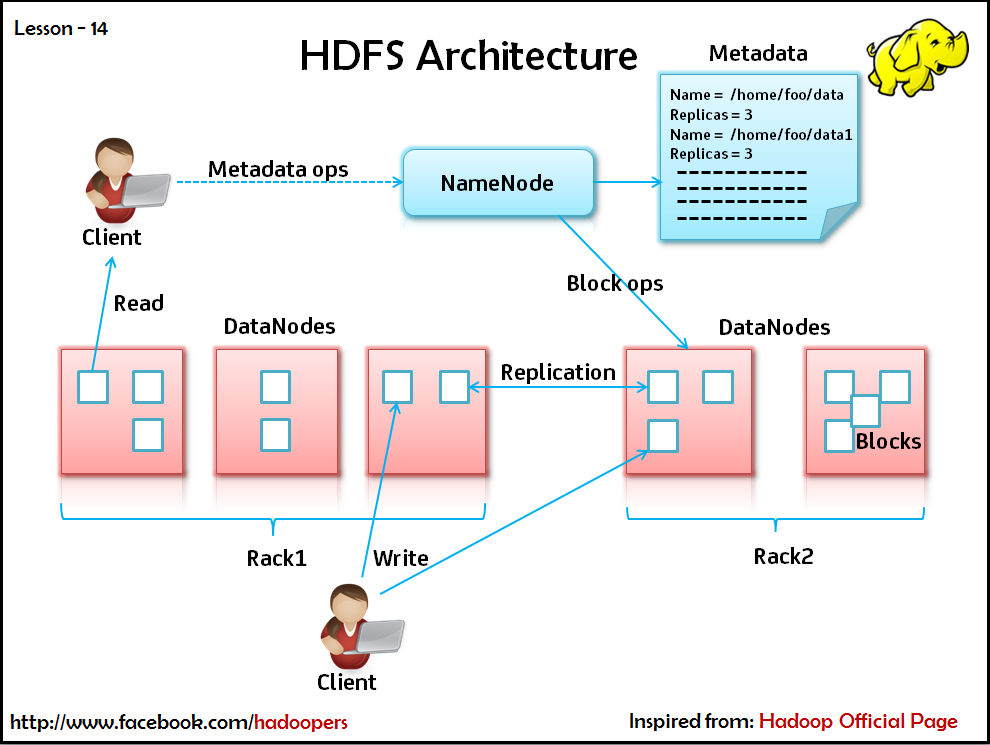 Lesson - 14
HDFS Architecture
Metadata
Name = /home/foo/data
Replicas = 3
Name = /home/foo/data1
Replicas = 3
Metadata ops
NameNode
Client
Block ops
Read
DataNodes
DataNodes
Replication
Blocks
Rack1
Write
Rack2
Client
http://www.facebook.com/hadoopers
Inspired from: Hadoop Official Page